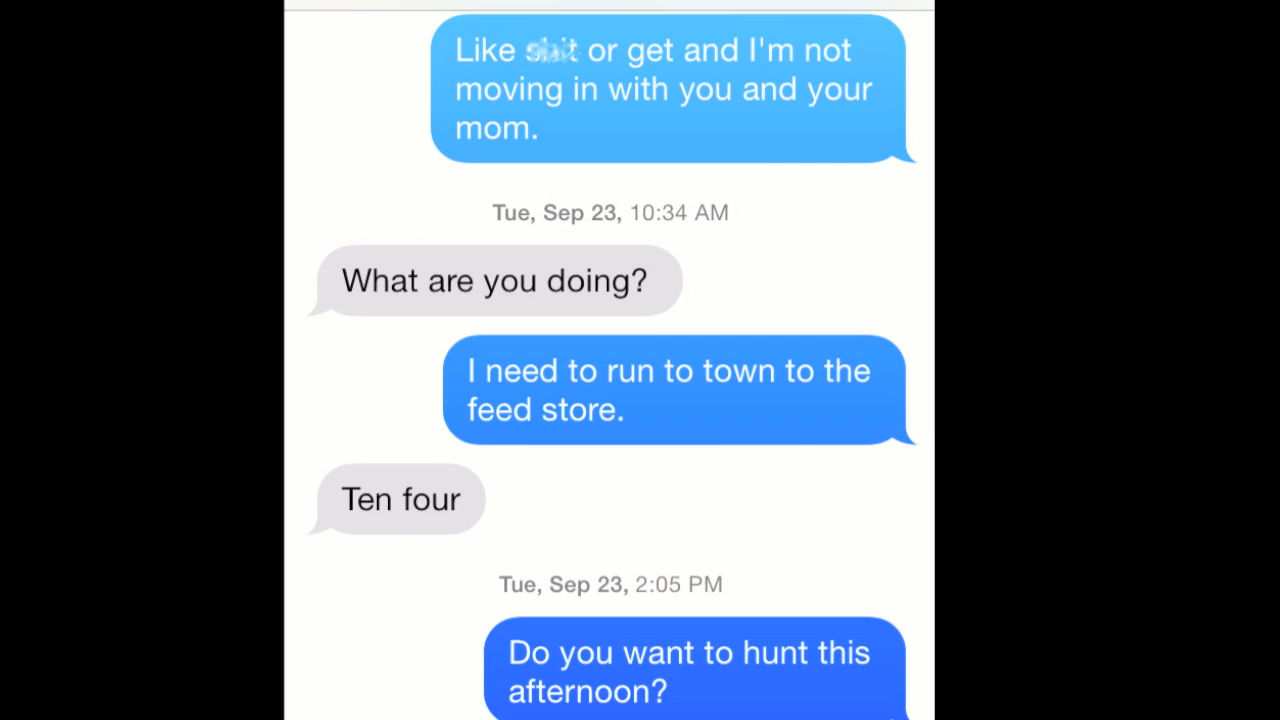 Like or get and I'm not
moving in with you and your
mom.
Tue, Sep 23, 10:34 AM
What are you doing?
I need to run to town to the
feed store.
Ten four
Tue, Sep 23, 2:05 PM
Do you want to hunt this
afternoon?